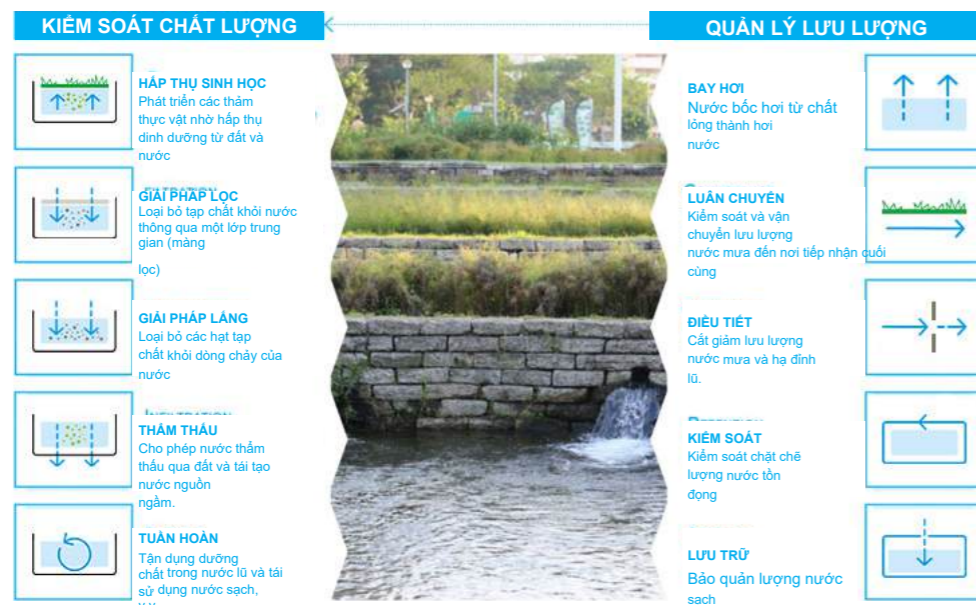 KIỂM SOÁT CHẤT LƯỢNG
HẤP THỤ SINH HỌC
Phát triển các thảm
thực vật nhờ hấp thụ
dinh dưỡng từ đất và
nước
GIẢI PHÁP LỌC
Loại bỏ tạp chất khỏi nước
thông qua một lớp trung
gian (màng
lọc)
GIẢI PHÁP LẮNG
Loại bỏ các hạt tạp
chất khỏi dòng chảy của
nước
THẨM THẤU
Cho phép nước thẩm
thấu qua đất và tái tạo
nước nguồn
ngầm.
TUẦN HOÀN
Tận dụng dưỡng
chất trong nước lũ và tái
sử dụng nước sạch,
QUẢN LÝ LƯU LƯỢNG
BAY HƠI
Nước bốc hơi từ chất
lỏng thành hơi
nước
LUÂN CHUYỂN
Kiểm soát và vận
chuyển lưu lượng
nước mưa đến nơi tiếp nhận cuối
cùng
ĐIỀU TIẾT
Cắt giảm lưu lượng
nước mưa và hạ đỉnh
lũ.
KIỂM SOÁT
Kiểm soát chặt chẽ
lượng nước tồn
đọng
LƯU TRỮ
Bảo quản lượng nước
sạch